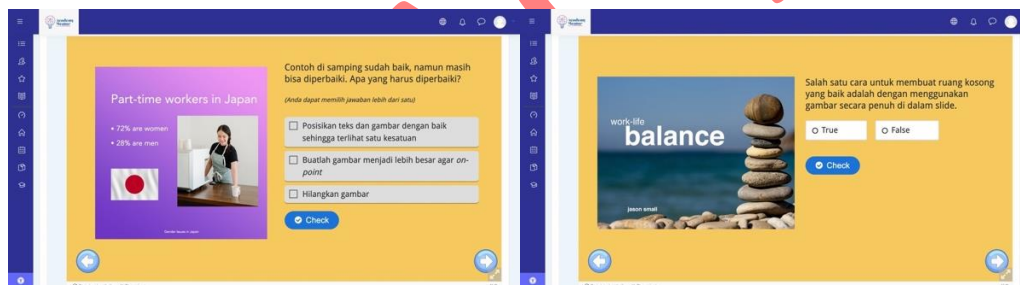 Part-time workers in Japan
• 72% are women
• 28% are men
Contoh di samping sudah baik, namun masih
bisa diperbaiki. Apa yang harus diperbaiki?
(Anda dapat memilih jawaban lebih dari satu)
Posisikan teks dan gambar dengan baik
sehingga terlihat satu kesatuan
Buatlah gambar menjadi lebih besar agar on-
point
Hilangkan gambar
Check
work-life
balance
jason small
Salah satu cara untuk membuat ruang kosong
yang baik adalah dengan menggunakan
gambar secara penuh di dalam slide.
True
False
Check